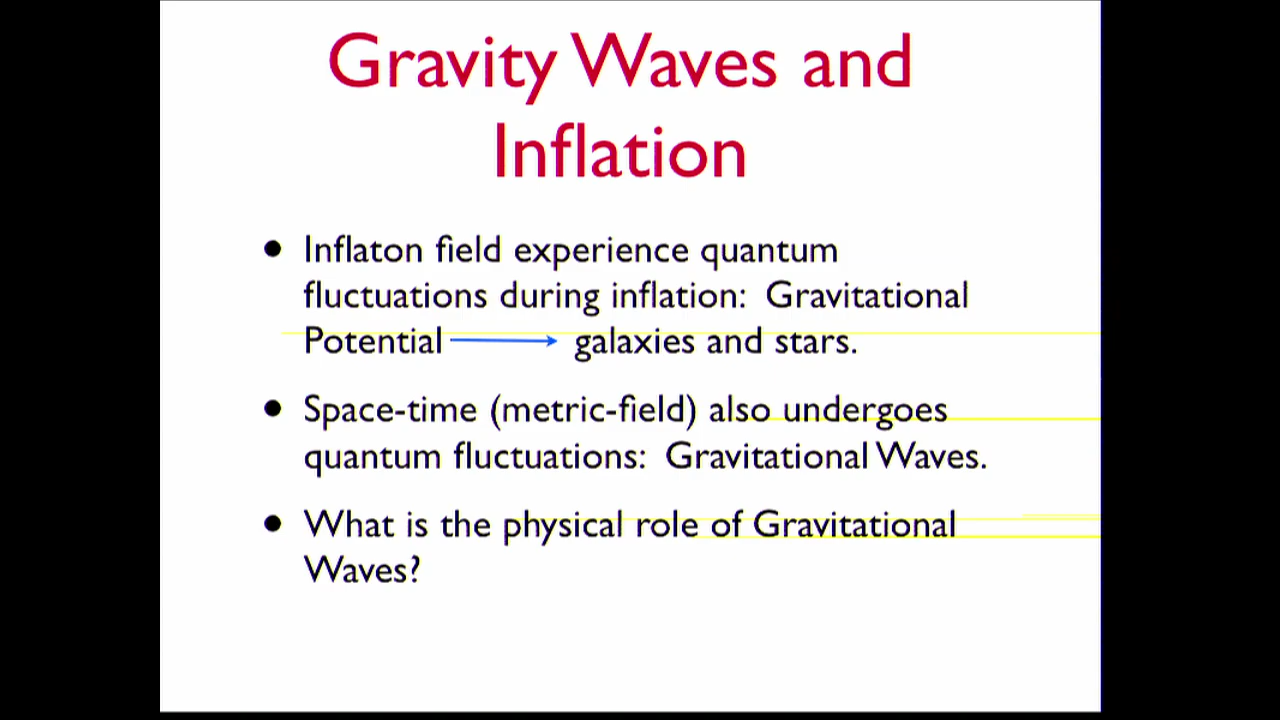 Gravity Waves and
Inflation
• Inflaton field experience quantum
fluctuations during inflation: Gravitational
Potential → galaxies and stars.
• Space-time (metric-field) also undergoes
quantum fluctuations: Gravitational Waves.
• What is the physical role of Gravitational
Waves?